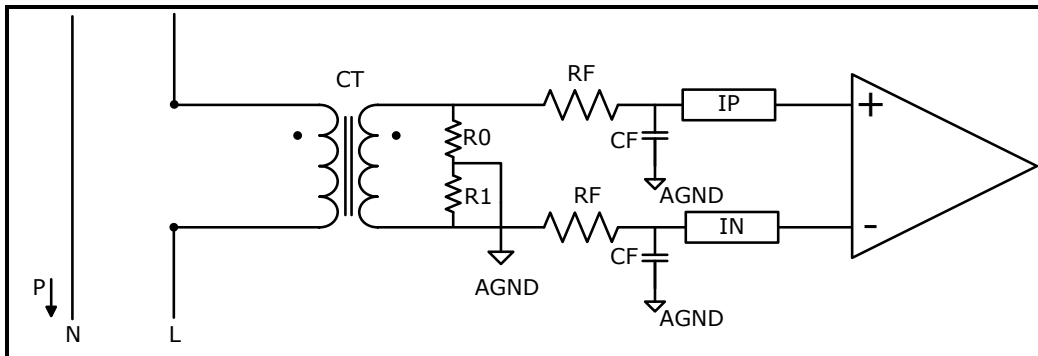 CT
RF
IP
+
R0
CF
AGND
R1
RF
IN
-
CF
AGND
AGND
P
N
L